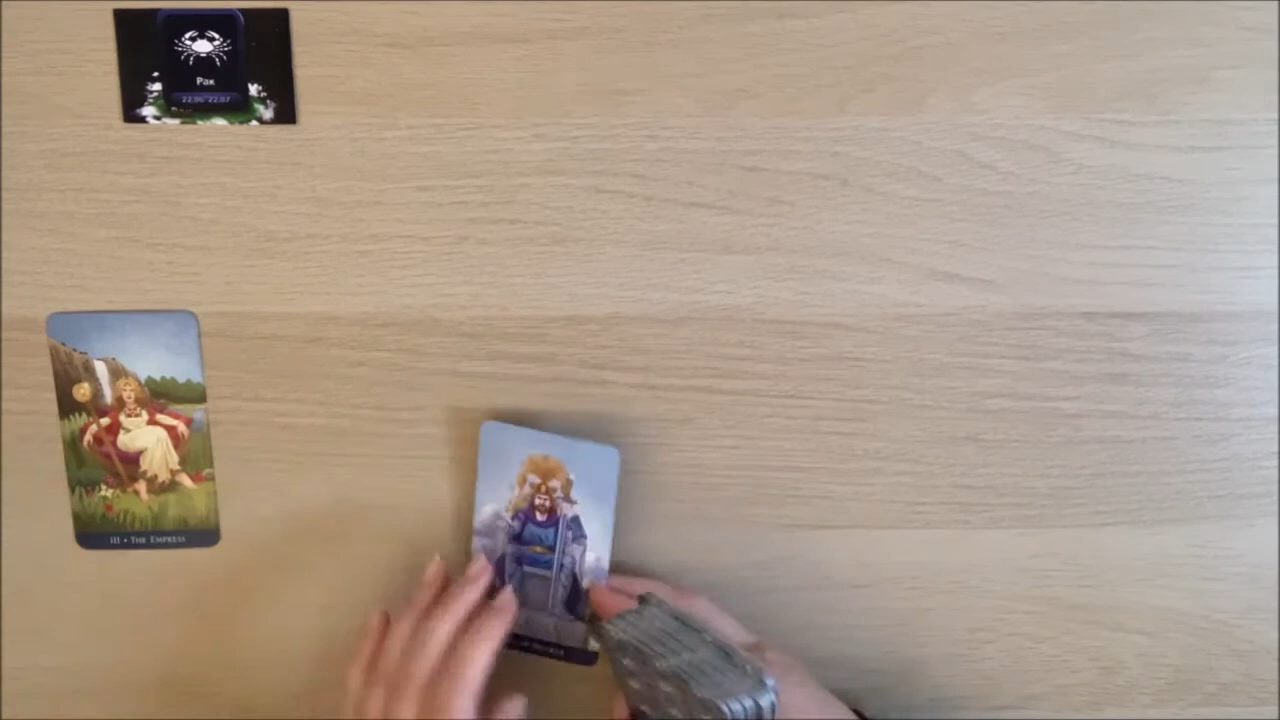 Рак
22.06-22.07
III • THE EMPRESS